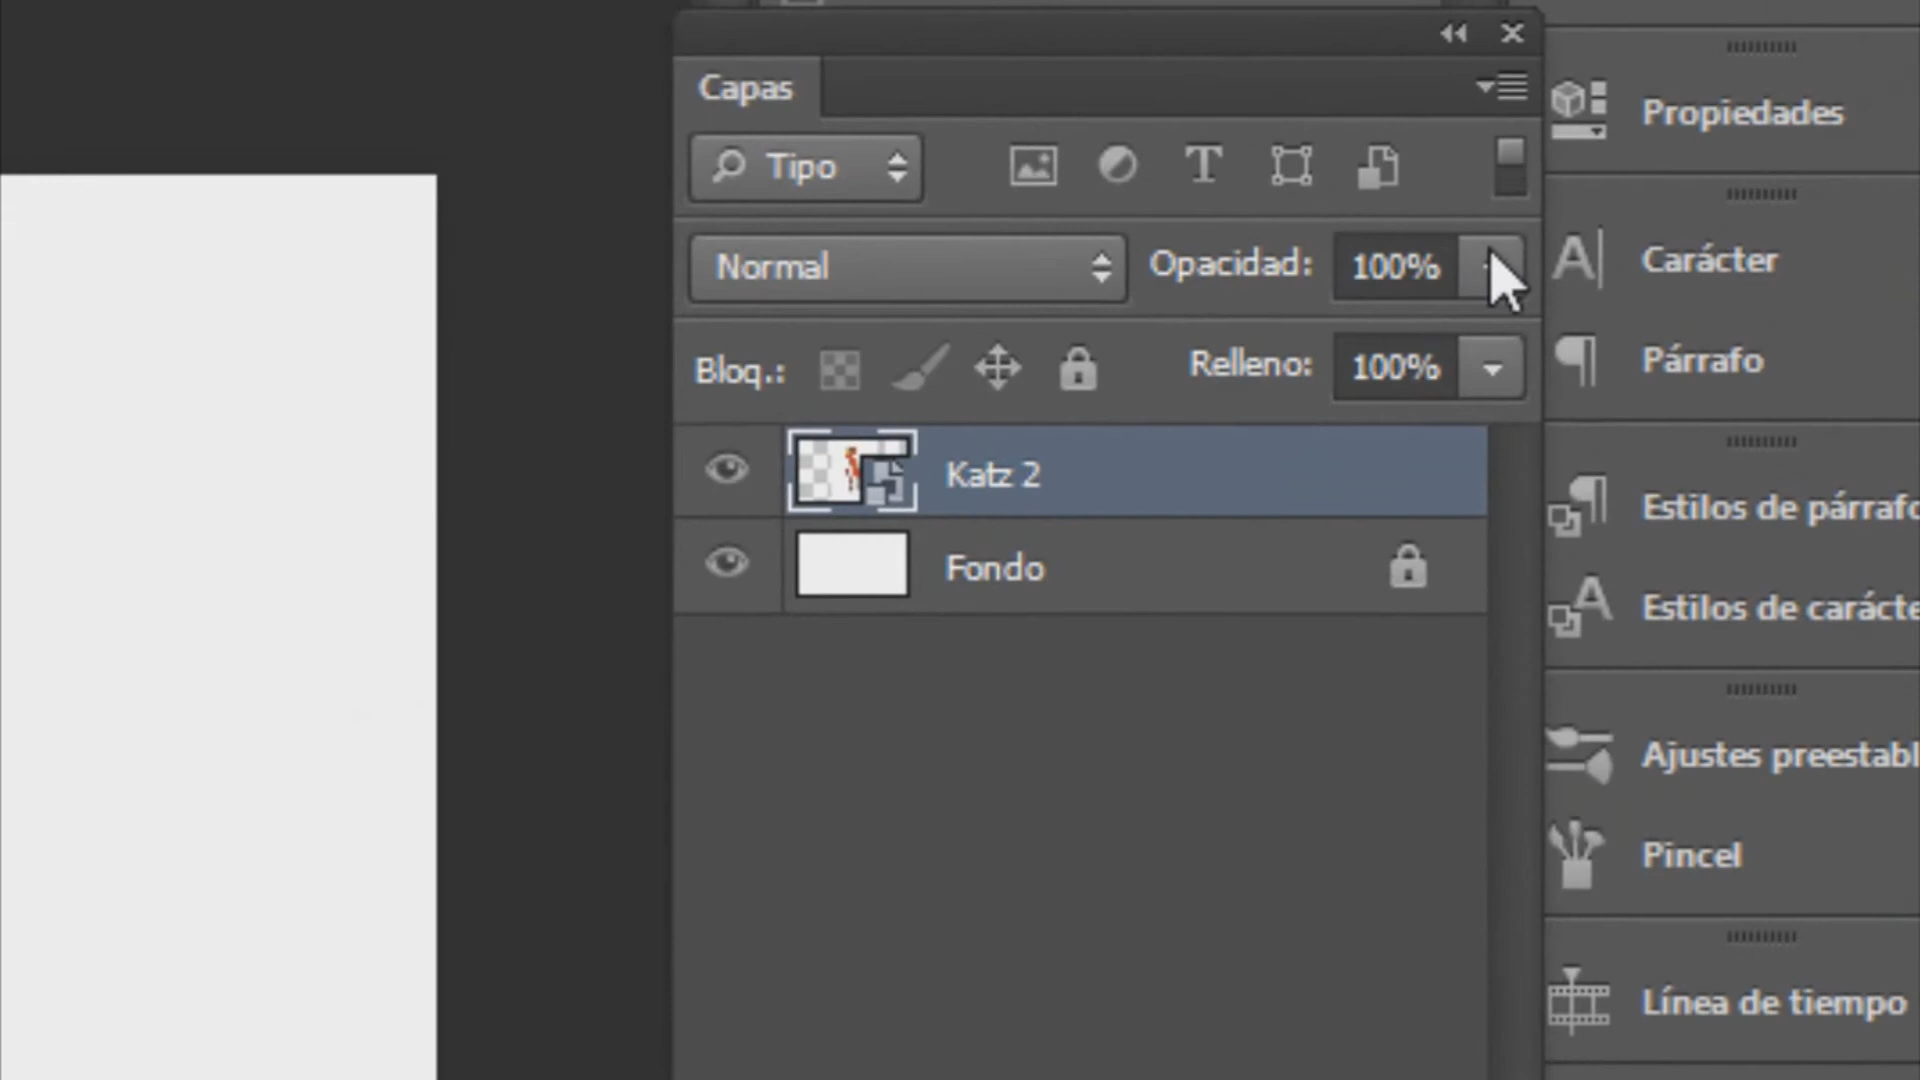 Capas
Tipo
T
Normal
Opacidad: 100%
Bloq.:
Relleno: 100%
Katz 2
Fondo
Propiedades
A Carácter
Párrafo
Estilos de párrafo
A Estilos de carácte
Ajustes preestabl
Pincel
Línea de tiempo